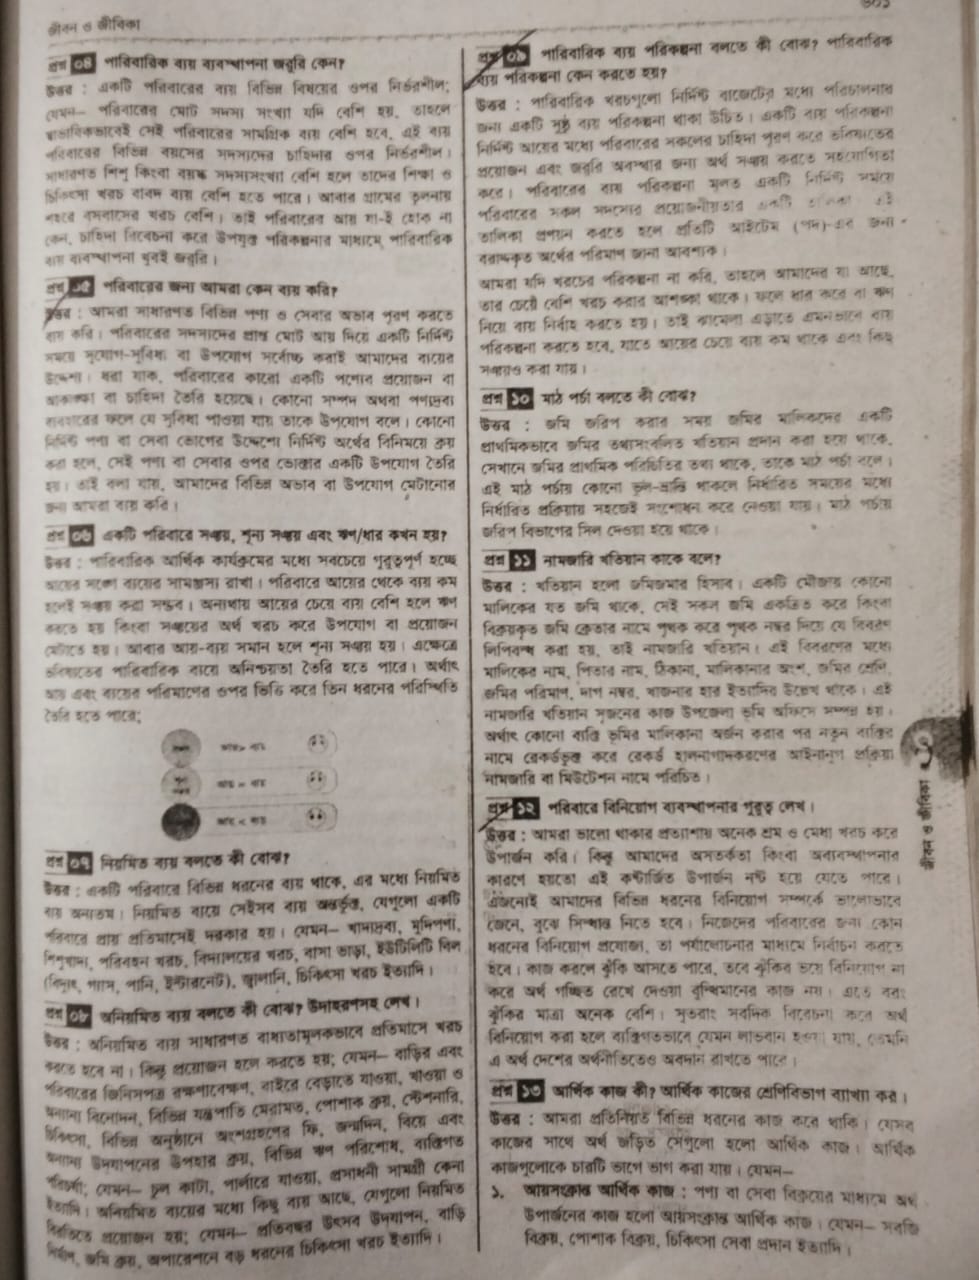 জীবন ও জীবিকা
৩০১
প্রশ্ন ০৪ পারিবারিক ব্যয় ব্যবস্থাপনা জরুরি কেন?
উত্তর : একটি পরিবারের ব্যয় বিভিন্ন বিষয়ের ওপর নির্ভরশীল;
যেমন– পরিবারের মোট সদস্য সংখ্যা যদি বেশি হয়, তাহলে
স্বাভাবিকভাবেই সেই পরিবারের সামগ্রিক ব্যয় বেশি হবে, এই ব্যয়
পরিবারের বিভিন্ন বয়সের সদস্যদের চাহিদার ওপর নির্ভরশীল।
সাধারণত শিশু কিংবা বয়স্ক সদস্যসংখ্যা বেশি হলে তাদের শিক্ষা ও
চিকিৎসা খরচ বাবদ ব্যয় বেশি হতে পারে। আবার গ্রামের তুলনায়
শহরে বসবাসের খরচ বেশি। তাই পরিবারের আয় যা-ই হোক না
কেন, চাহিদা বিবেচনা করে উপযুক্ত পরিকল্পনার মাধ্যমে পারিবারিক
ব্যয় ব্যবস্থাপনা খুবই জরুরি।
প্রশ্ন ০৫ পরিবারের জন্য আমরা কেন ব্যয় করি?
উত্তর : আমরা সাধারণত বিভিন্ন পণ্য ও সেবার অভাব পূরণ করতে
ব্যয় করি। পরিবারের সদস্যদের প্রাপ্ত মোট আয় দিয়ে একটি নির্দিষ্ট
সময়ে সুযোগ-সুবিধা বা উপযোগ সর্বোচ্চ করাই আমাদের ব্যয়ের
উদ্দেশ্য। ধরা যাক, পরিবারের কারো একটি পণ্যের প্রয়োজন বা
আকাঙ্ক্ষা বা চাহিদা তৈরি হয়েছে। কোনো সম্পদ অথবা পণ্যদ্রব্য
ব্যবহারের ফলে যে সুবিধা পাওয়া যায় তাকে উপযোগ বলে। কোনো
নির্দিষ্ট পণ্য বা সেবা ভোগের উদ্দেশ্যে নির্দিষ্ট অর্থের বিনিময়ে ক্রয়
করা হলে, সেই পণ্য বা সেবার ওপর ভোক্তার একটি উপযোগ তৈরি
হয়। তাই বলা যায়, আমাদের বিভিন্ন অভাব বা উপযোগ মেটানোর
জন্য আমরা ব্যয় করি।
প্রশ্ন ০৬ একটি পরিবারে সঞ্চয়, শূন্য সঞ্চয় এবং ঋণ/ধার কখন হয়?
উত্তর : পারিবারিক আর্থিক কার্যক্রমের মধ্যে সবচেয়ে গুরুত্বপূর্ণ হচ্ছে
আয়ের সঙ্গে ব্যয়ের সামঞ্জস্য রাখা। পরিবারে আয়ের থেকে ব্যয় কম
হলেই সঞ্চয় করা সম্ভব। অন্যথায় আয়ের চেয়ে ব্যয় বেশি হলে ঋণ
করতে হয় কিংবা সঞ্চয়ের অর্থ খরচ করে উপযোগ বা প্রয়োজন
মেটাতে হয়। আবার আয়-ব্যয় সমান হলে শূন্য সঞ্চয় হয়। এক্ষেত্রে
ভবিষ্যতের পারিবারিক ব্যয়ে অনিশ্চয়তা তৈরি হতে পারে। অর্থাৎ
আয় এবং ব্যয়ের পরিমাণের ওপর ভিত্তি করে তিন ধরনের পরিস্থিতি
তৈরি হতে পারে;
আয় > ব্যয়
আয় = ব্যয়
আয় < ব্যয়
প্রশ্ন ০৭ নিয়মিত ব্যয় বলতে কী বোঝ?
উত্তর : একটি পরিবারে বিভিন্ন ধরনের ব্যয় থাকে, এর মধ্যে নিয়মিত
ব্যয় অন্যতম। নিয়মিত ব্যয়ে সেইসব ব্যয় অন্তর্ভুক্ত, যেগুলো একটি
পরিবারে প্রায় প্রতিমাসেই দরকার হয়। যেমন– খাদ্যদ্রব্য, মুদিপণ্য,
শিশুখাদ্য, পরিবহন খরচ, বিদ্যালয়ের খরচ, বাসা ভাড়া, ইউটিলিটি বিল
(বিদ্যুৎ, গ্যাস, পানি, ইন্টারনেট), জ্বালানি, চিকিৎসা খরচ ইত্যাদি।
প্রশ্ন ০৮ অনিয়মিত ব্যয় বলতে কী বোঝ? উদাহরণসহ লেখ।
উত্তর : অনিয়মিত ব্যয় সাধারণত বাধ্যতামূলকভাবে প্রতিমাসে খরচ
করতে হবে না। কিন্তু প্রয়োজন হলে করতে হয়; যেমন– বাড়ির এবং
পরিবারের জিনিসপত্র রক্ষণাবেক্ষণ, বাইরে বেড়াতে যাওয়া, খাওয়া ও
অন্যান্য বিনোদন, বিভিন্ন যন্ত্রপাতি মেরামত, পোশাক ক্রয়, স্টেশনারি,
চিকিৎসা, বিভিন্ন অনুষ্ঠানে অংশগ্রহণের ফি, জন্মদিন, বিয়ে এবং
অন্যান্য উদযাপনের উপহার ক্রয়, বিভিন্ন ঋণ পরিশোধ, ব্যক্তিগত
পরিচর্যা; যেমন– চুল কাটা, পার্লারে যাওয়া, প্রসাধনী সামগ্রী কেনা
ইত্যাদি। অনিয়মিত ব্যয়ের মধ্যে কিছু ব্যয় আছে, যেগুলো নিয়মিত
বিরতিতে প্রয়োজন হয়; যেমন– প্রতিবছর উৎসব উদযাপন, বাড়ি
নির্মাণ, জমি ক্রয়, অপারেশনে বড় ধরনের চিকিৎসা খরচ ইত্যাদি।
প্রশ্ন ০৯ পারিবারিক ব্যয় পরিকল্পনা বলতে কী বোঝ? পারিবারিক
ব্যয় পরিকল্পনা কেন করতে হয়?
উত্তর : পারিবারিক খরচগুলো নির্দিষ্ট বাজেটের মধ্যে পরিচালনার
জন্য একটি সুষ্ঠু ব্যয় পরিকল্পনা থাকা উচিত। একটি ব্যয় পরিকল্পনা
নির্দিষ্ট আয়ের মধ্যে পরিবারের সকলের চাহিদা পূরণ করে ভবিষ্যতের
প্রয়োজন এবং জরুরি অবস্থার জন্য অর্থ সঞ্চয় করতে সহযোগিতা
করে। পরিবারের ব্যয় পরিকল্পনা মূলত একটি নির্দিষ্ট সময়ে
পরিবারের সকল সদস্যের প্রয়োজনীয়তার একটি তালিকা এই
তালিকা প্রণয়ন করতে হলে প্রতিটি আইটেম (পদ)-এর জন্য
বরাদ্দকৃত অর্থের পরিমাণ জানা আবশ্যক।
আমরা যদি খরচের পরিকল্পনা না করি, তাহলে আমাদের যা আছে,
তার চেয়ে বেশি খরচ করার আশঙ্কা থাকে। ফলে ধার করে বা ঋণ
নিয়ে ব্যয় নির্বাহ করতে হয়। তাই ঝামেলা এড়াতে এমনভাবে ব্যয়
পরিকল্পনা করতে হবে, যাতে আয়ের চেয়ে ব্যয় কম থাকে এবং কিছু
সঞ্চয়ও করা যায়।
প্রশ্ন ১০ মাঠ পর্চা বলতে কী বোঝ?
উত্তর : জমি জরিপ করার সময় জমির মালিকদের একটি
প্রাথমিকভাবে জমির তথ্যসংবলিত খতিয়ান প্রদান করা হয়ে থাকে,
সেখানে জমির প্রাথমিক পরিচিতির তথ্য থাকে, তাকে মাঠ পর্চা বলে।
এই মাঠ পর্চায় কোনো ভুল-ভ্রান্তি থাকলে নির্ধারিত সময়ের মধ্যে
নির্ধারিত প্রক্রিয়ায় সহজেই সংশোধন করে নেওয়া যায়। মাঠ পর্চায়
জরিপ বিভাগের সিল দেওয়া হয়ে থাকে।
প্রশ্ন ১১ নামজারি খতিয়ান কাকে বলে?
উত্তর : খতিয়ান হলো জমিজমার হিসাব। একটি মৌজায় কোনো
মালিকের যত জমি থাকে, সেই সকল জমি একত্রিত করে কিংবা
বিক্রয়কৃত জমি ক্রেতার নামে পৃথক করে পৃথক নম্বর দিয়ে যে বিবরণ
লিপিবদ্ধ করা হয়, তাই নামজারি খতিয়ান। এই বিবরণের মধ্যে
মালিকের নাম, পিতার নাম, ঠিকানা, মালিকানার অংশ, জমির শ্রেণি,
জমির পরিমাণ, দাগ নম্বর, খাজনার হার ইত্যাদির উল্লেখ থাকে। এই
নামজারি খতিয়ান সৃজনের কাজ উপজেলা ভূমি অফিসে সম্পন্ন হয়।
অর্থাৎ কোনো ব্যক্তি ভূমির মালিকানা অর্জন করার পর নতুন ব্যক্তির
নামে রেকর্ডভুক্ত করে রেকর্ড হালনাগাদকরণের আইনানুগ প্রক্রিয়া
নামজারি বা মিউটেশন নামে পরিচিত।
প্রশ্ন ১২ পরিবারে বিনিয়োগ ব্যবস্থাপনার গুরুত্ব লেখ।
উত্তর : আমরা ভালো থাকার প্রত্যাশায় অনেক শ্রম ও মেধা খরচ করে
উপার্জন করি। কিন্তু আমাদের অসতর্কতা কিংবা অব্যবস্থাপনার
কারণে হয়তো এই কষ্টার্জিত উপার্জন নষ্ট হয়ে যেতে পারে।
এজন্যেই আমাদের বিভিন্ন ধরনের বিনিয়োগ সম্পর্কে ভালোভাবে
জেনে, বুঝে সিদ্ধান্ত নিতে হবে। নিজেদের পরিবারের জন্য কোন
ধরনের বিনিয়োগ প্রযোজ্য, তা পর্যালোচনার মাধ্যমে নির্বাচন করতে
হবে। কাজ করলে ঝুঁকি আসতে পারে, তবে ঝুঁকির ভয়ে বিনিয়োগ না
করে অর্থ গচ্ছিত রেখে দেওয়া বুদ্ধিমানের কাজ নয়। এতে বরং
ঝুঁকির মাত্রা অনেক বেশি। সুতরাং সবদিক বিবেচনা করে অর্থ
বিনিয়োগ করা হলে ব্যক্তিগতভাবে যেমন লাভবান হওয়া যায়, তেমনি
এ অর্থ দেশের অর্থনীতিতেও অবদান রাখতে পারে।
প্রশ্ন ১৩ আর্থিক কাজ কী? আর্থিক কাজের শ্রেণিবিভাগ ব্যাখ্যা কর।
উত্তর : আমরা প্রতিনিয়ত বিভিন্ন ধরনের কাজ করে থাকি। যেসব
কাজের সাথে অর্থ জড়িত সেগুলো হলো আর্থিক কাজ। আর্থিক
কাজগুলোকে চারটি ভাগে ভাগ করা যায়। যেমন–
১. আয়সংক্রান্ত আর্থিক কাজ : পণ্য বা সেবা বিক্রয়ের মাধ্যমে অর্থ
উপার্জনের কাজ হলো আয়সংক্রান্ত আর্থিক কাজ। যেমন– সবজি
বিক্রয়, পোশাক বিক্রয়, চিকিৎসা সেবা প্রদান ইত্যাদি।
জীবন ও জীবিকা